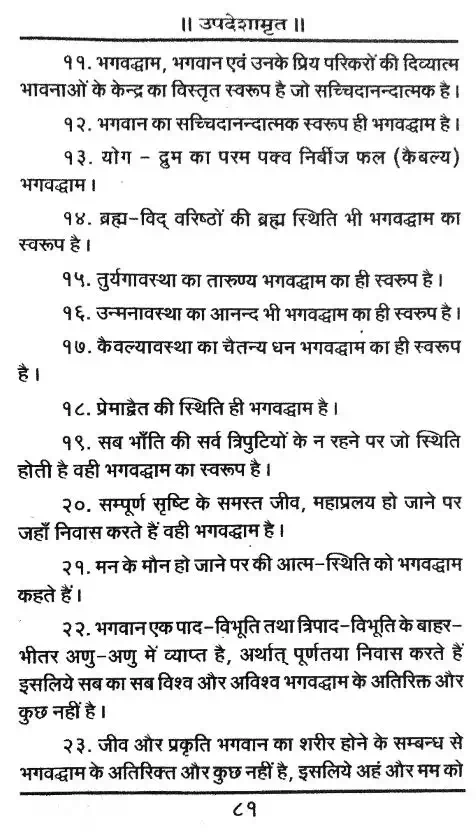 ॥ उपदेशामृत ॥
११. भगवद्धाम, भगवान एवं उनके प्रिय परिकरों की दिव्यात्म
भावनाओं के केन्द्र का विस्तृत स्वरूप है जो सच्चिदानन्दात्मक है।
१२. भगवान का सच्चिदानन्दात्मक स्वरूप ही भगवद्धाम है।
१३. योग - द्रुम का परम पक्व निर्बीज फल (कैबल्य)
भगवद्धाम।
१४. ब्रह्म-विद् वरिष्ठों की ब्रह्म स्थिति भी भगवद्धाम का
स्वरूप है।
१५. तुर्यगावस्था का तारुण्य भगवद्धाम का ही स्वरुप है।
१६. उन्मनावस्था का आनन्द भी भगवद्धाम का ही स्वरुप है।
१७. कैवल्यावस्था का चैतन्य धन भगवद्धाम का ही स्वरूप
है।
१८. प्रेमाद्वैत की स्थिति ही भगवद्धाम है।
१९. सब भाँति की सर्व त्रिपुटियों के न रहने पर जो स्थिति
होती है वही भगवद्धाम का स्वरूप है।
२०. सम्पूर्ण सृष्टि के समस्त जीव, महाप्रलय हो जाने पर
जहाँ निवास करते हैं वही भगवद्धाम है।
२१. मन के मौन हो जाने पर की आत्म-स्थिति को भगवद्धाम
कहते हैं।
२२. भगवान एक पाद-विभूति तथा त्रिपाद-विभूति के बाहर-
भीतर अणु-अणु में व्याप्त है, अर्थात् पूर्णतया निवास करते हैं
इसलिये सब का सब विश्व और अविश्व भगवद्धाम के अतिरिक्त और
कुछ नहीं है।
२३. जीव और प्रकृति भगवान का शरीर होने के सम्बन्ध से
भगवद्धाम के अतिरिक्त और कुछ नहीं है, इसलिये अहं और मम को
८१